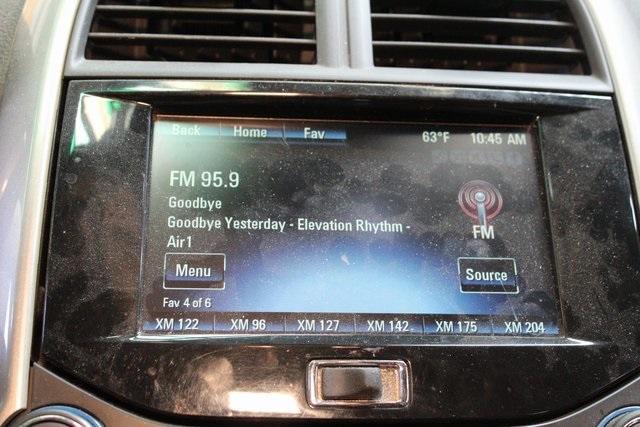 Back Home Fav 63°F 10:45 AM
FM 95.9
Goodbye
Goodbye Yesterday - Elevation Rhythm -
Air1
FM
Menu Source
Fav 4 of 6
XM 122 XM 96 XM 127 XM 142 XM 175 XM 204